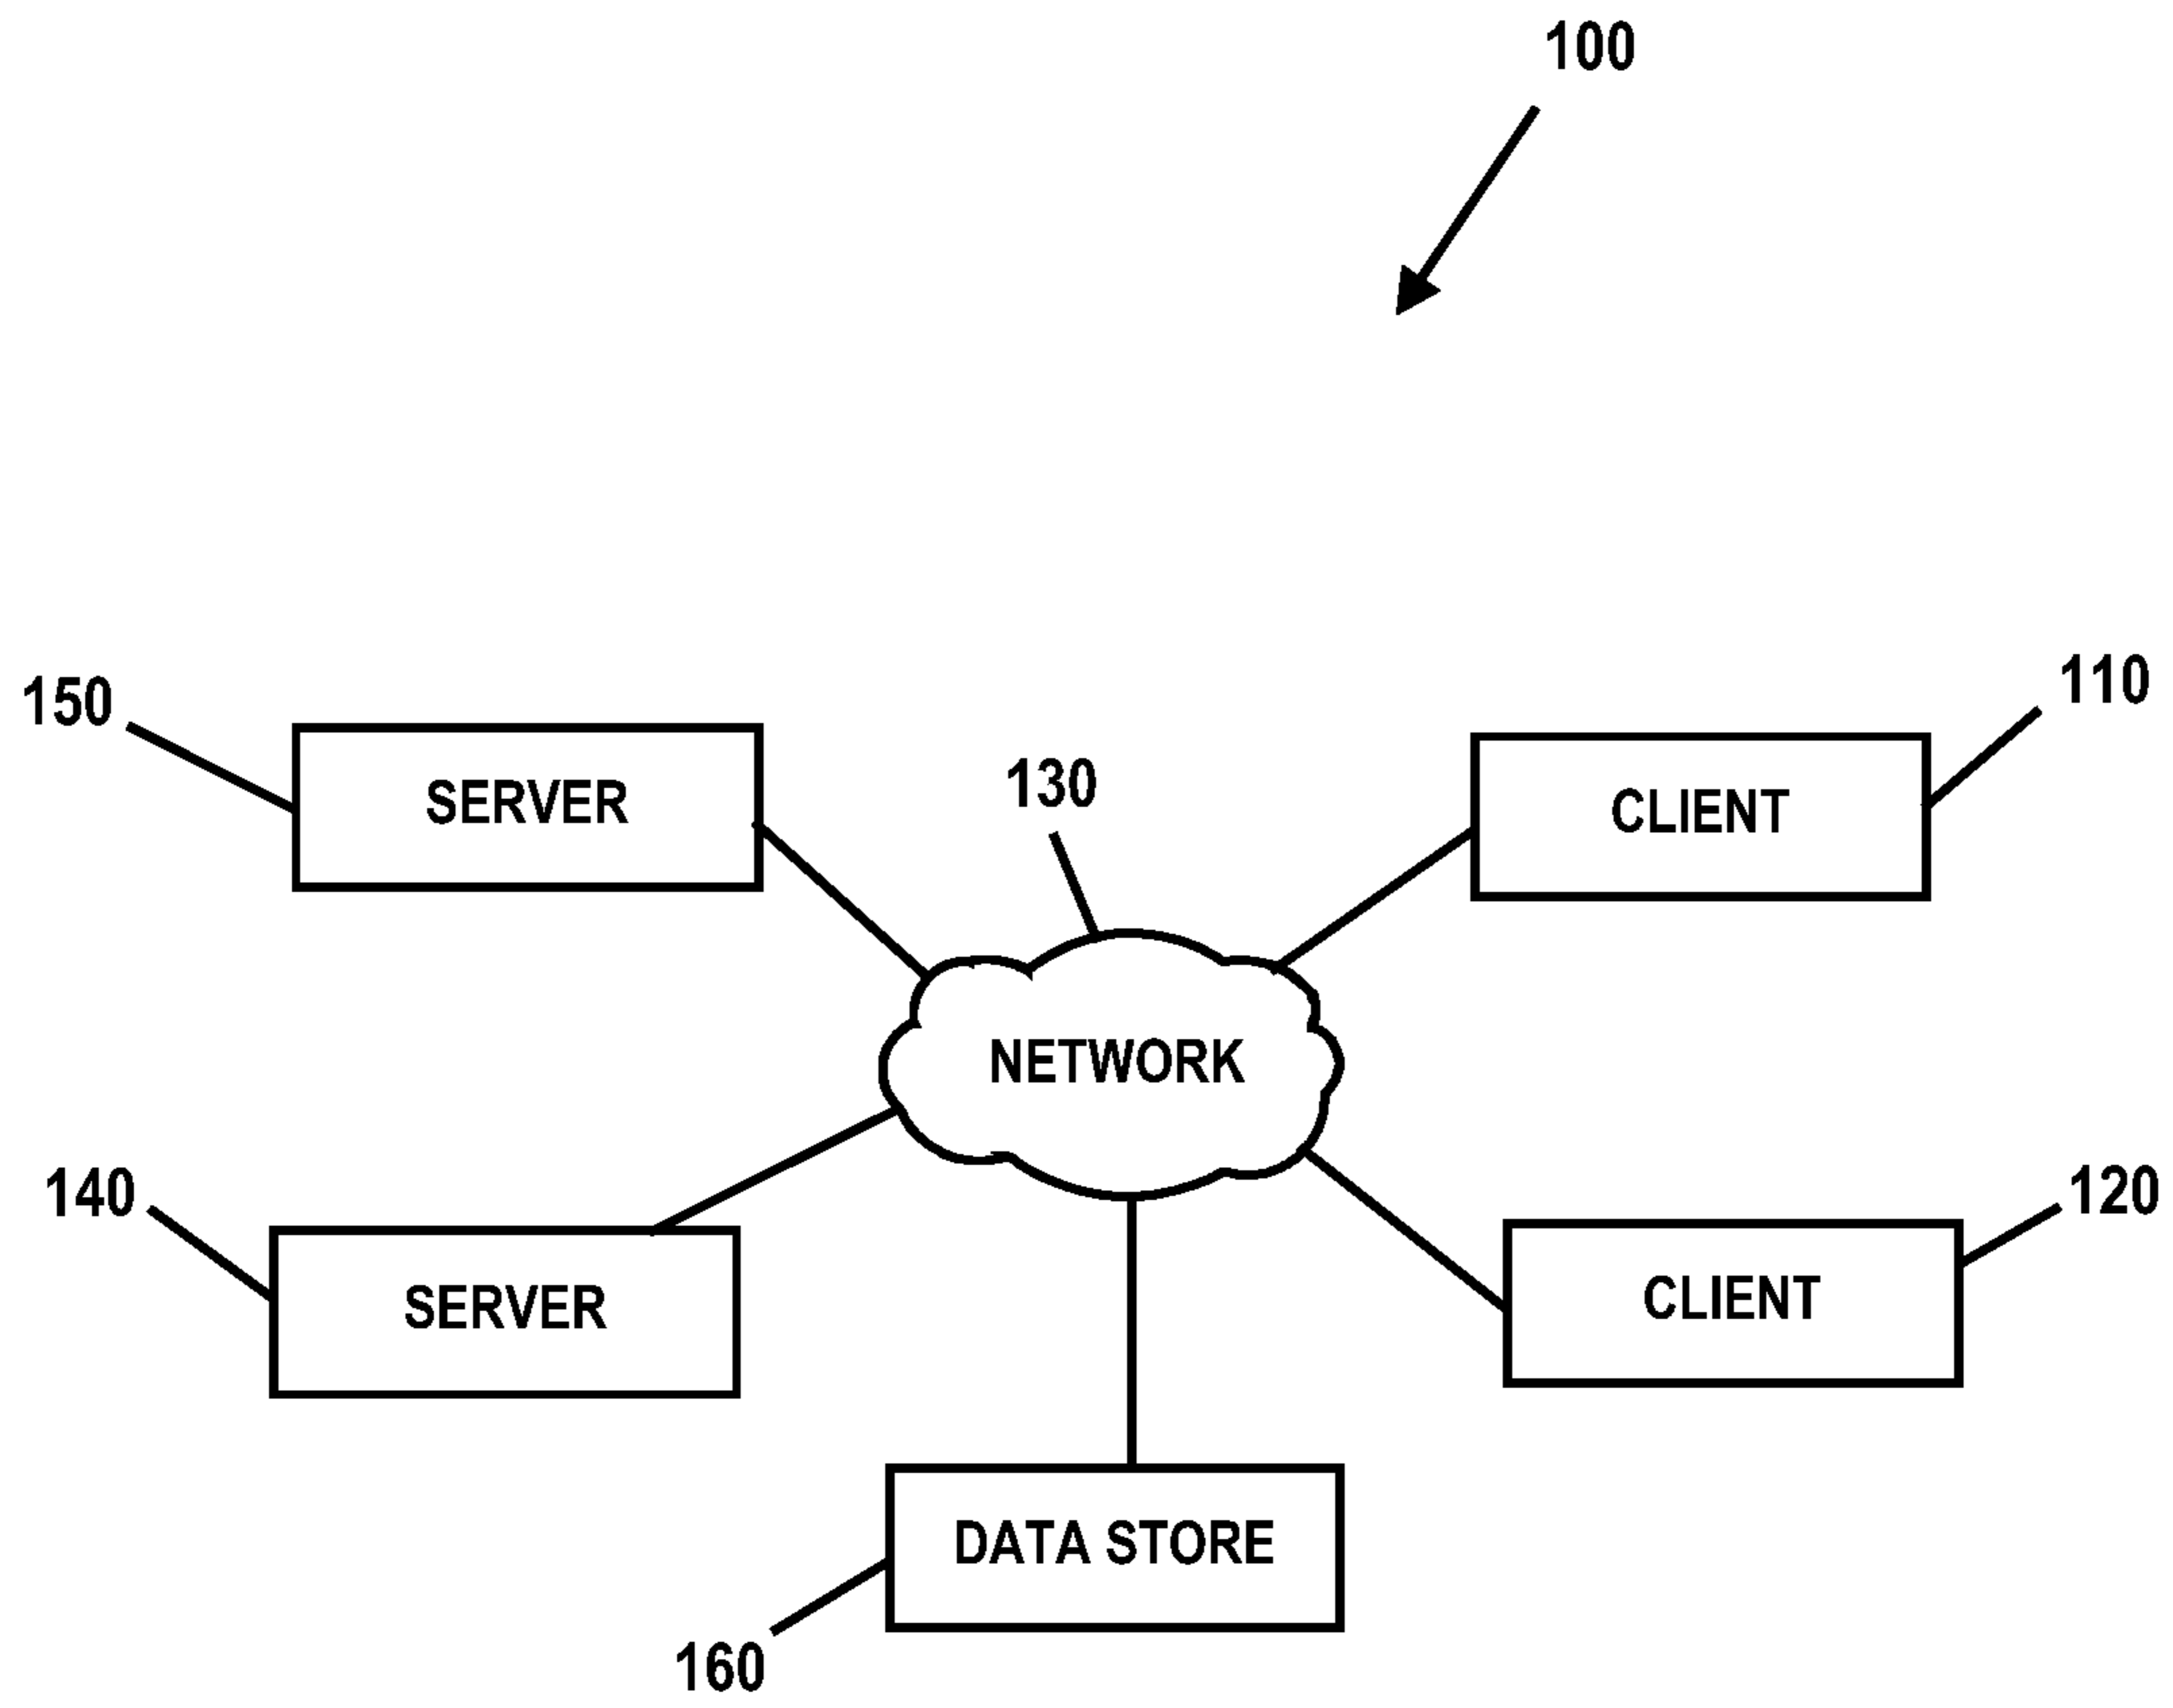 100
150
110
SERVER
130
CLIENT
NETWORK
140
120
SERVER
CLIENT
DATA STORE
160